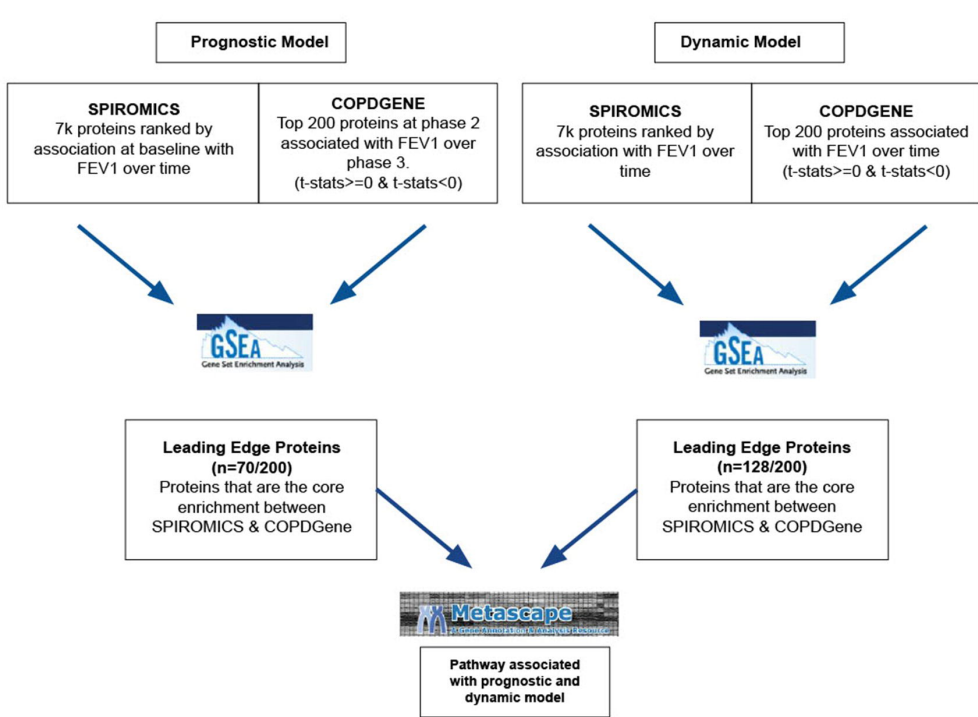 Prognostic Model
Dynamic Model
SPIROMICS
7k proteins ranked by
association at baseline with
FEV1 over time
COPDGENE
Top 200 proteins at phase 2
associated with FEV1 over
phase 3.
(t-stats>=0 & t-stats<0)
SPIROMICS
7k proteins ranked by
association with FEV1 over
time
COPDGENE
Top 200 proteins associated
with FEV1 over time
(t-stats>=0 & t-stats<0)
GSEA
Gene Set Enrichment Analysis
GSEA
Gene Set Enrichment Analysis
Leading Edge Proteins
(n=70/200)
Proteins that are the core
enrichment between
SPIROMICS & COPDGene
Leading Edge Proteins
(n=128/200)
Proteins that are the core
enrichment between
SPIROMICS & COPDGene
Metascape
Gene Annotation & Analysis Resource
Pathway associated
with prognostic and
dynamic model